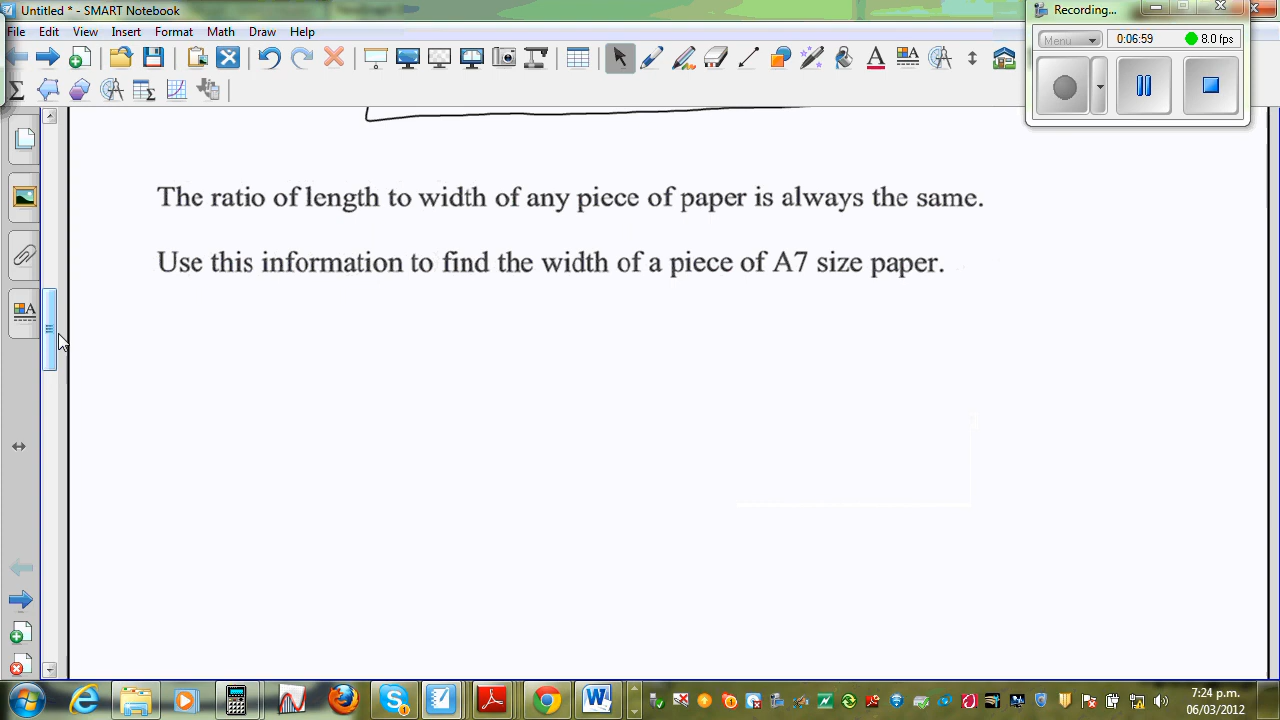 Untitled * - SMART Notebook
Recording...
File Edit View Insert Format Math Draw Help
Menu
0:06:59
8.0 fps
The ratio of length to width of any piece of paper is always the same.
Use this information to find the width of a piece of A7 size paper.
7:24 p.m.
06/03/2012